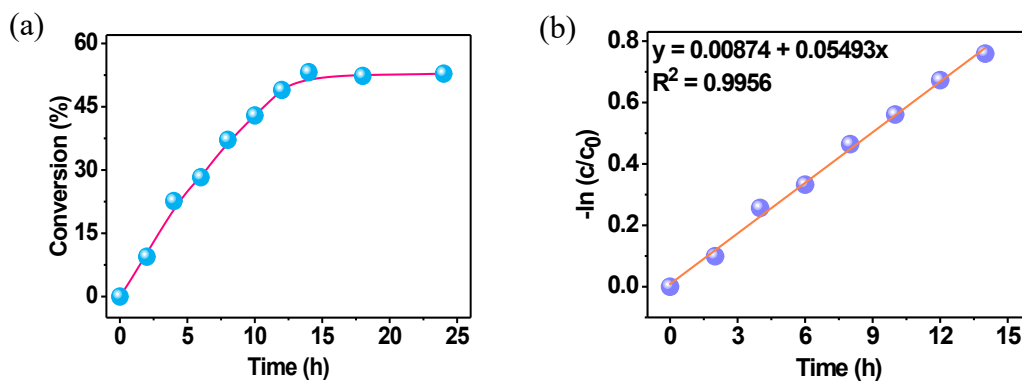 (a)
60
45
30
15
0
Conversion (%)
0 5 10 15 20 25
Time (h)
(b)
y = 0.00874 + 0.05493x
R² = 0.9956
0.8
0.6
0.4
0.2
0.0
-ln (c/c₀)
0 3 6 9 12 15
Time (h)